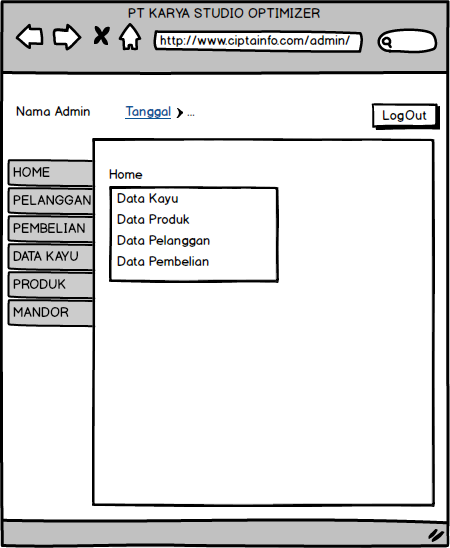 PT KARYA STUDIO OPTIMIZER
http://www.ciptainfo.com/admin/
Nama Admin Tanggal > ... LogOut
HOME
PELANGGAN
PEMBELIAN
DATA KAYU
PRODUK
MANDOR
Home
Data Kayu
Data Produk
Data Pelanggan
Data Pembelian